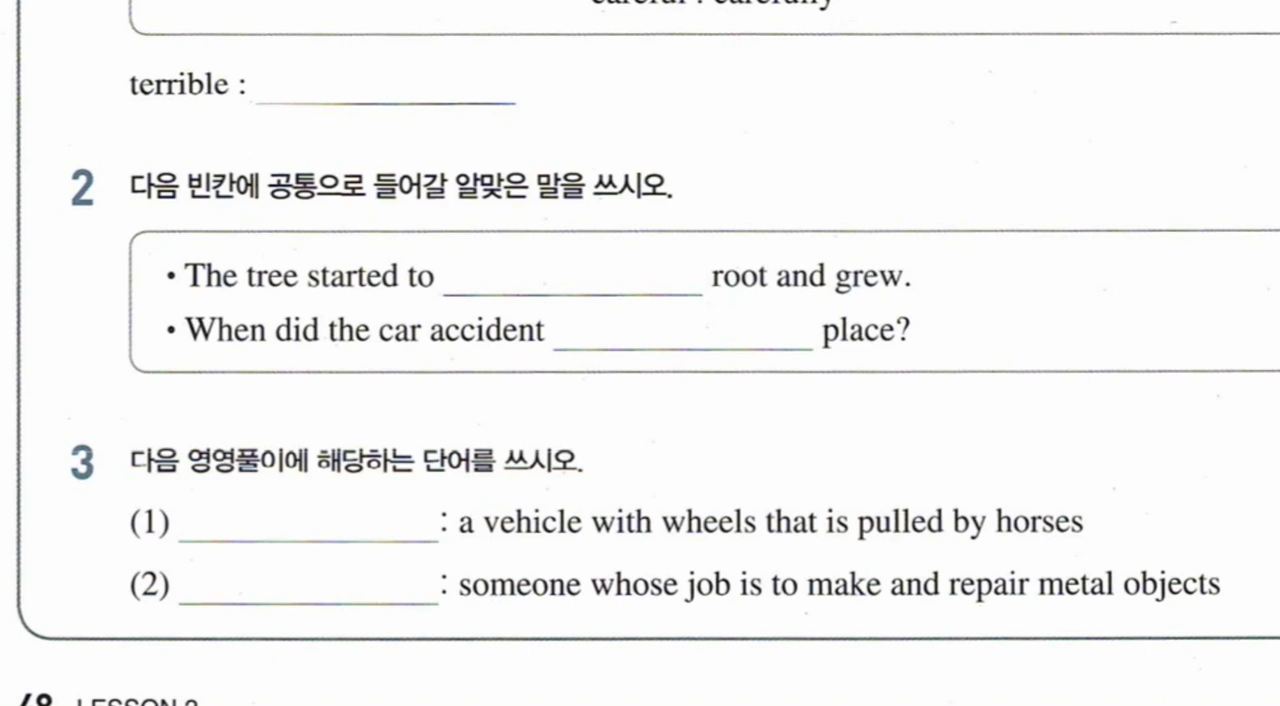 careful : carefully
terrible :
2 다음 빈칸에 공통으로 들어갈 알맞은 말을 쓰시오.
• The tree started to ____________ root and grew.
• When did the car accident ____________ place?
3 다음 영영풀이에 해당하는 단어를 쓰시오.
(1) ____________ : a vehicle with wheels that is pulled by horses
(2) ____________ : someone whose job is to make and repair metal objects
LESSON 2